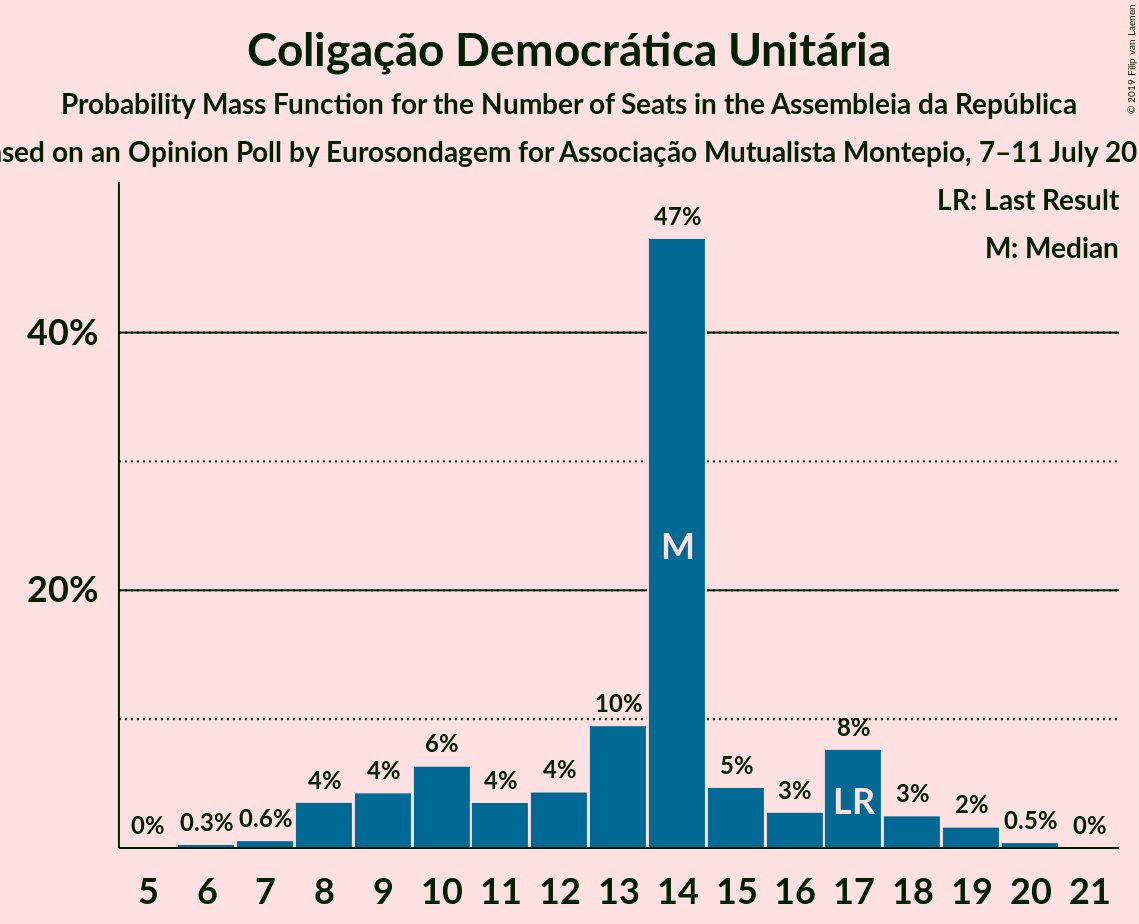 Coligação Democrática Unitária
Probability Mass Function for the Number of Seats in the Assembleia da República
on an Opinion Poll by Eurosondagem for Associação Mutualista Montepio, 7–11 July
© 2019 Filip van Laenen
LR: Last Result
M: Median
47%
40%
M
20%
10%
8%
6%
5%
4%
4%
4%
4%
3%
LR
3%
2%
0%
0.3%
0.6%
0.5%
0%
5 6 7 8 9 10 11 12 13 14 15 16 17 18 19 20 21